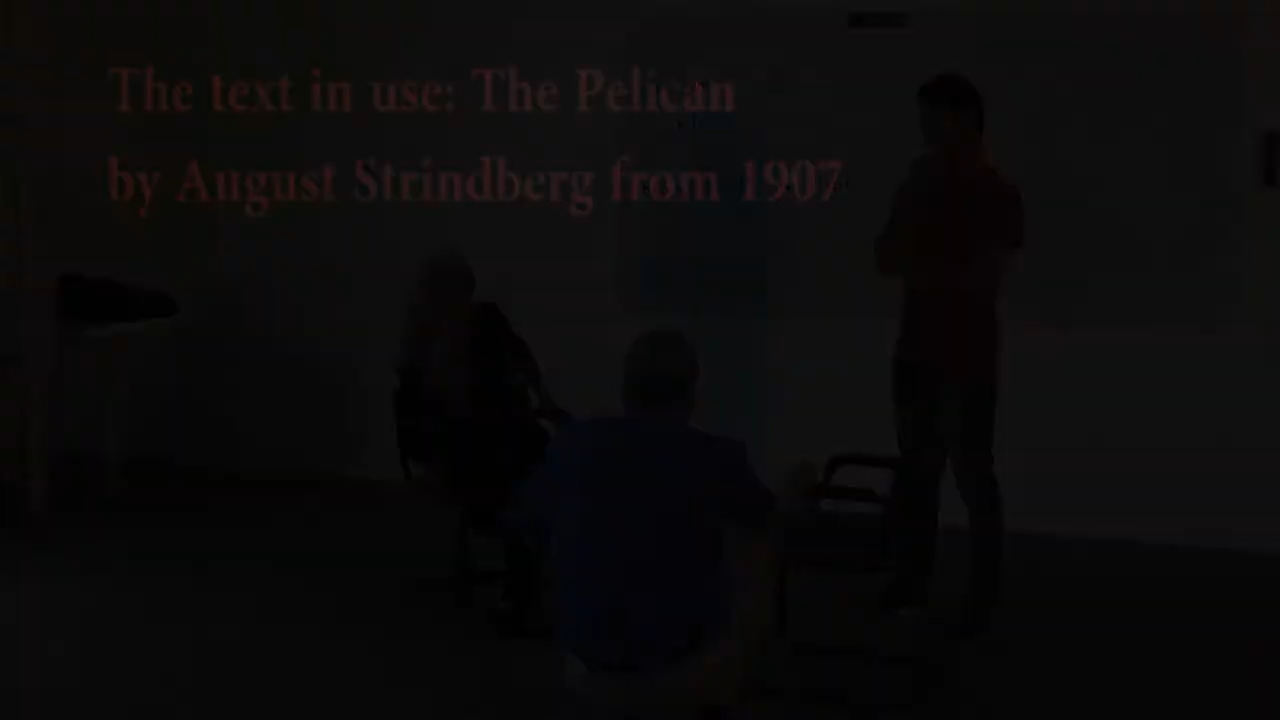 The text in use: The Pelican
by August Strindberg from 1907